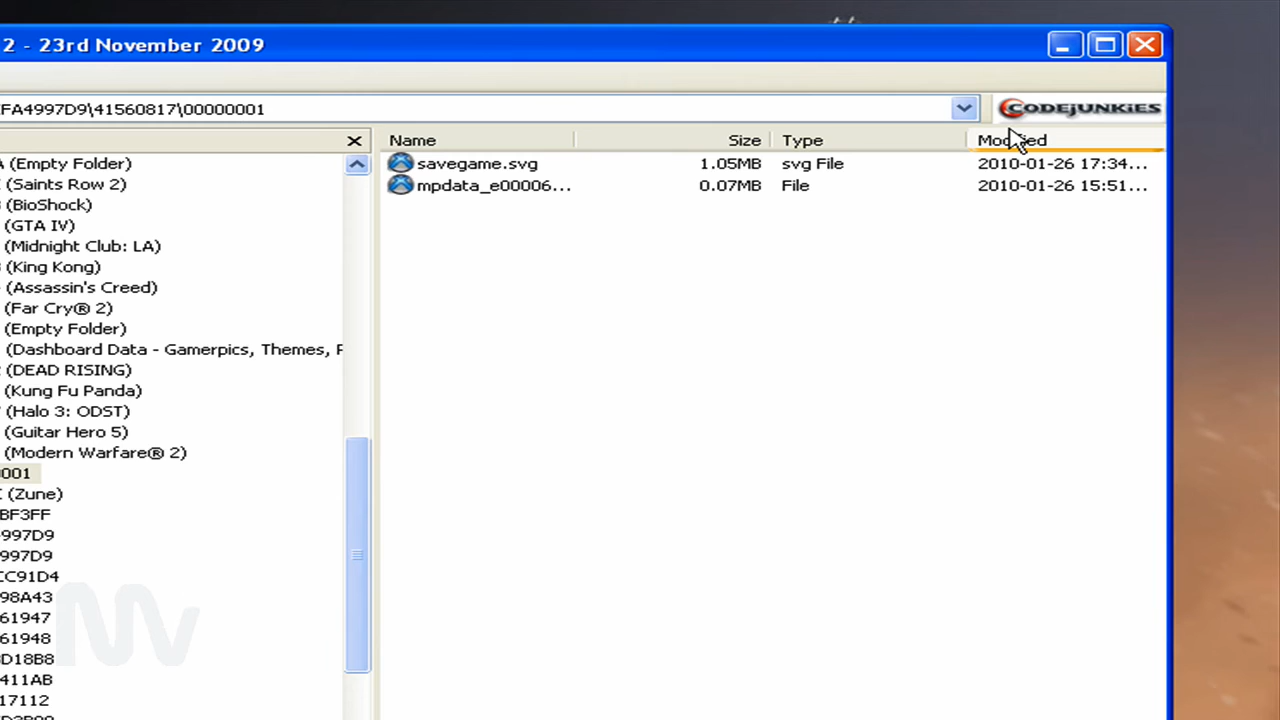 2 - 23rd November 2009
FA4997D9\41560817\00000001
CODEJUNKIES
Name Size Type Modified
savegame.svg 1.05MB svg File 2010-01-26 17:34...
mpdata_e00006... 0.07MB File 2010-01-26 15:51...
A (Empty Folder)
(Saints Row 2)
(BioShock)
(GTA IV)
(Midnight Club: LA)
(King Kong)
(Assassin's Creed)
(Far Cry® 2)
(Empty Folder)
(Dashboard Data - Gamerpics, Themes, F
(DEAD RISING)
(Kung Fu Panda)
(Halo 3: ODST)
(Guitar Hero 5)
(Modern Warfare® 2)
0001
(Zune)
BF3FF
4997D9
997D9
CC91D4
98A43
61947
61948
D18B8
411AB
17112